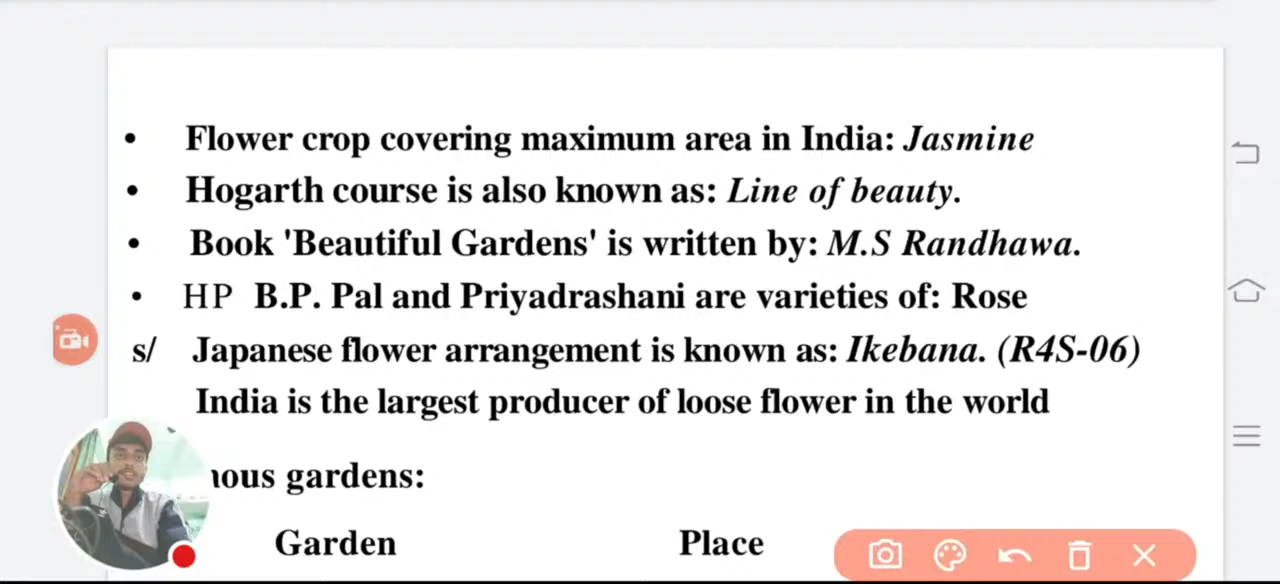 • Flower crop covering maximum area in India: Jasmine
• Hogarth course is also known as: Line of beauty.
• Book 'Beautiful Gardens' is written by: M.S Randhawa.
• HP B.P. Pal and Priyadrashani are varieties of: Rose
s/ Japanese flower arrangement is known as: Ikebana. (R4S-06)
India is the largest producer of loose flower in the world
gardens:
Garden Place